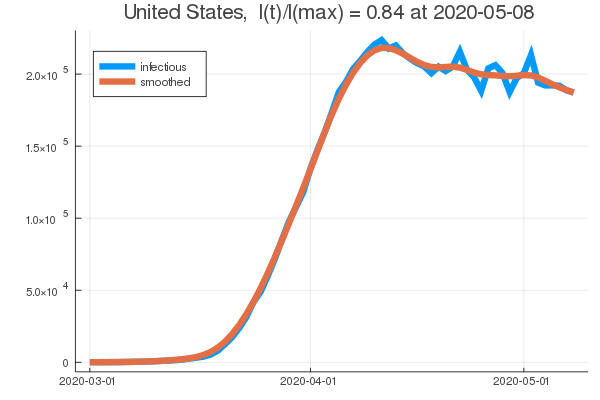 United States, I(t)/I(max) = 0.84 at 2020-05-08
infectious
smoothed
2.0×10 5
1.5×10 5
1.0×10 5
5.0×10 4
0
2020-03-01 2020-04-01 2020-05-01